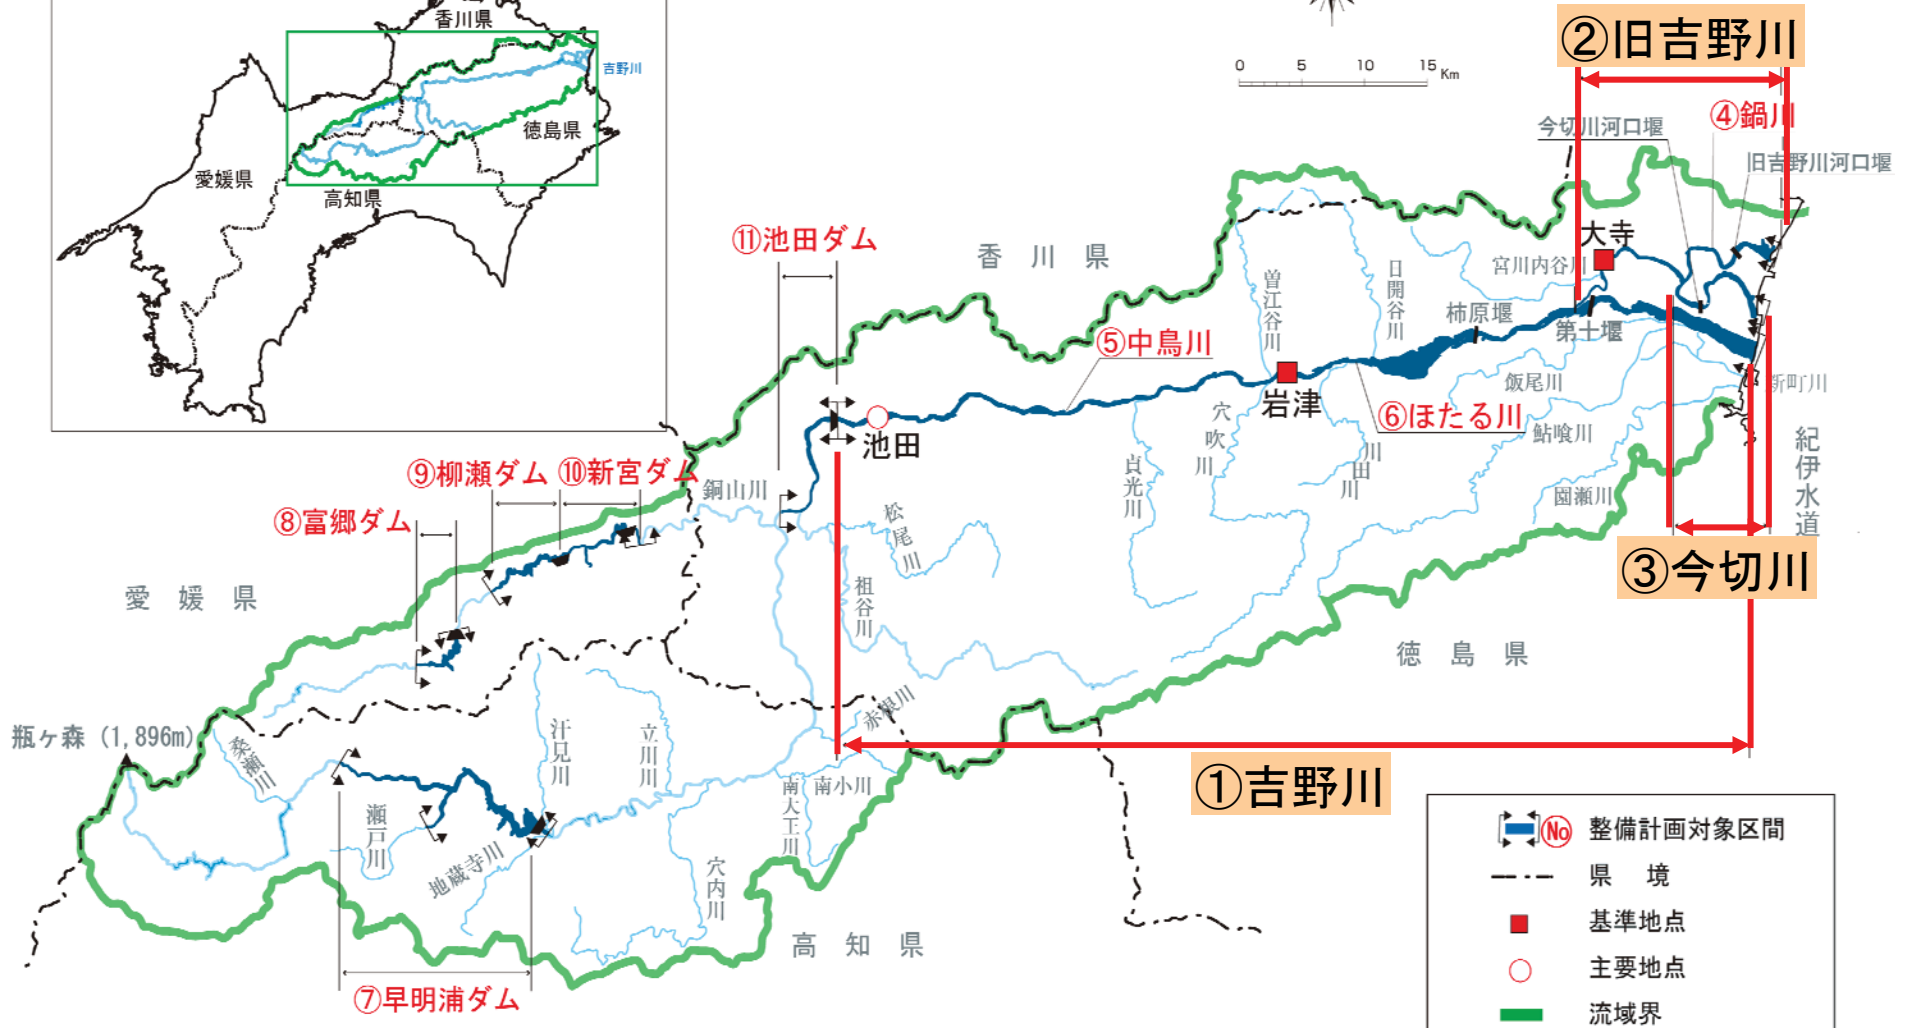 香川県
吉野川
徳島県
愛媛県
高知県
0 5 10 15 Km
②旧吉野川
④鍋川
今切川河口堰
旧吉野川河口堰
大寺
宮川内谷川
⑪池田ダム
香川県
曽江谷川
日開谷川
柿原堰
第十堰
⑤中鳥川
飯尾川
新町川
岩津
⑥ほたる川
池田
穴吹川
川田川
鮎喰川
紀伊水道
貞光川
園瀬川
⑨柳瀬ダム
⑩新宮ダム
銅山川
⑧富郷ダム
松尾川
③今切川
愛媛県
祖谷川
徳島県
赤根川
瓶ヶ森（1,896m）
桑瀬川
汗見川
立川川
①吉野川
瀬戸川
南大王川
南小川
地蔵寺川
穴内川
高知県
⑦早明浦ダム
No 整備計画対象区間
県境
基準地点
主要地点
流域界